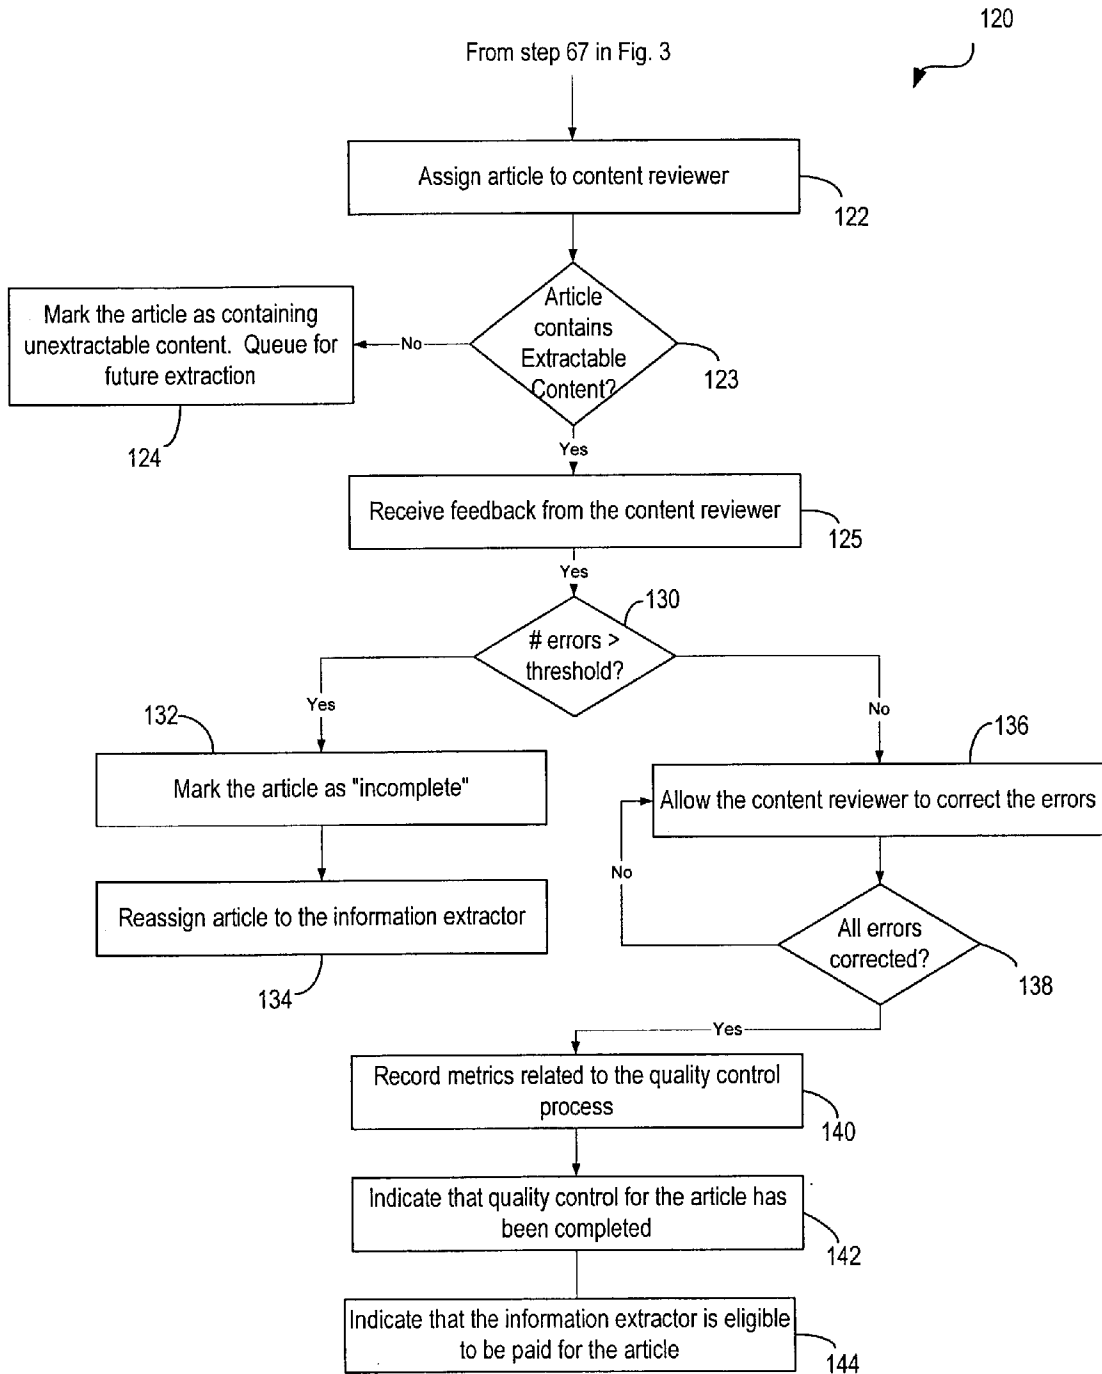 120
From step 67 in Fig. 3
Assign article to content reviewer
122
Article
contains
Extractable
Content?
123
No
Mark the article as containing
unextractable content. Queue for
future extraction
124
Yes
Receive feedback from the content reviewer
125
Yes
130
# errors >
threshold?
Yes
No
132
Mark the article as "incomplete"
136
Allow the content reviewer to correct the errors
No
Reassign article to the information extractor
134
All errors
corrected?
138
Yes
Record metrics related to the quality control
process
140
Indicate that quality control for the article has
been completed
142
Indicate that the information extractor is eligible
to be paid for the article
144